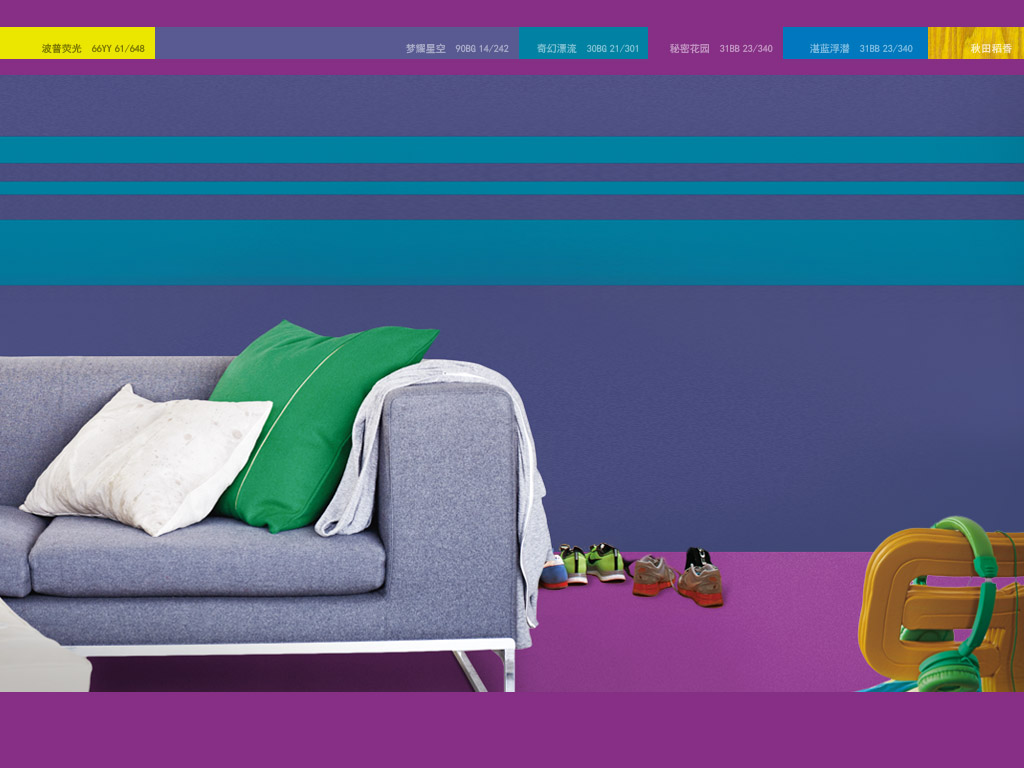 波普荧光 66YY 61/648
梦耀星空 90BG 14/242
奇幻漂流 30BG 21/301
秘密花园 31BB 23/340
湛蓝浮潜 31BB 23/340
秋田稻香